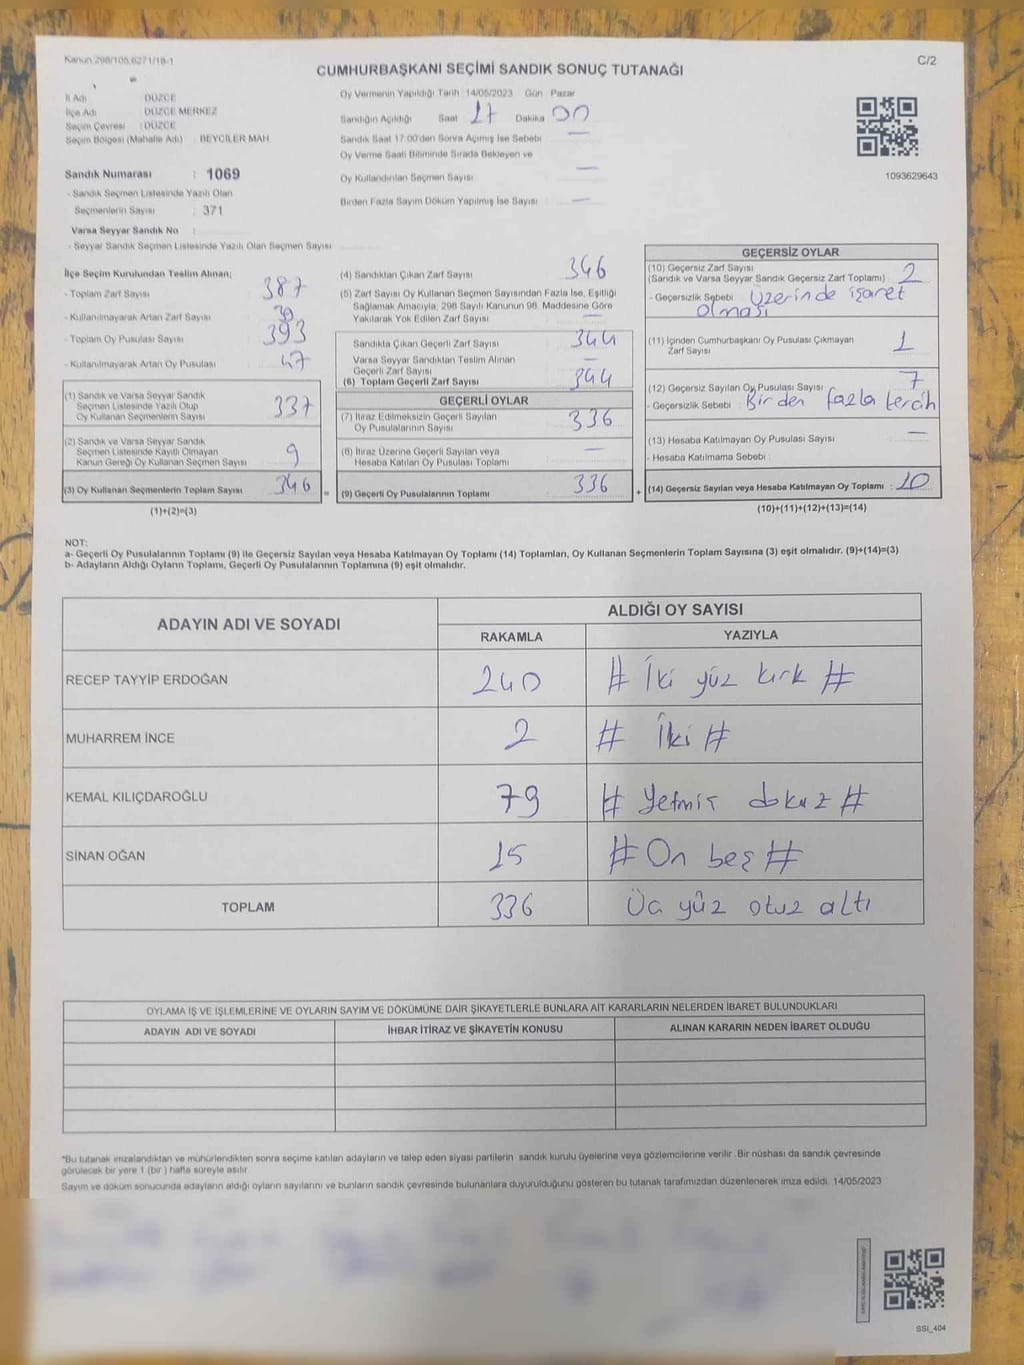 Kanun 298/105,6271/18-1
C/2
CUMHURBAŞKANI SEÇİMİ SANDIK SONUÇ TUTANAĞI
İl Adı : DÜZCE
İlçe Adı : DÜZCE MERKEZ
Seçim Çevresi : DÜZCE
Seçim Bölgesi (Mahalle Adı) : BEYCİLER MAH
Oy Vermenin Yapıldığı Tarih :14/05/2023 Gün : Pazar
Sandığın Açıldığı Saat 17 Dakika 00
Sandık Saat 17:00'den Sonra Açımış İse Sebebi —
Oy Verme Saati Bitiminde Sırada Bekleyen ve
Oy Kullandırılan Seçmen Sayısı —
Birden Fazla Sayım Döküm Yapılmış İse Sayısı : —
1093629643
Sandık Numarası : 1069
- Sandık Seçmen Listesinde Yazılı Olan
Seçmenlerin Sayısı : 371
Varsa Seyyar Sandık No :
- Seyyar Sandık Seçmen Listesinde Yazılı Olan Seçmen Sayısı
İlçe Seçim Kurulundan Teslim Alınan;
- Toplam Zarf Sayısı 387
- Kullanılmayarak Artan Zarf Sayısı
- Toplam Oy Pusulası Sayısı 393
- Kullanılmayarak Artan Oy Pusulası 47
(1) Sandık ve Varsa Seyyar Sandık
Seçmen Listesinde Yazılı Olup
Oy Kullanan Seçmenlerin Sayısı 337
(2) Sandık ve Varsa Seyyar Sandık
Seçmen Listesinde Kayıtlı Olmayan
Kanun Gereği Oy Kullanan Seçmen Sayısı 9
(3) Oy Kullanan Seçmenlerin Toplam Sayısı 346 =
(1)+(2)=(3)
(4) Sandıktan Çıkan Zarf Sayısı 346
(5) Zarf Sayısı Oy Kullanan Seçmen Sayısından Fazla İse, Eşitliği
Sağlamak Amacıyla, 298 Sayılı Kanunun 98. Maddesine Göre
Yakılarak Yok Edilen Zarf Sayısı —
Sandıkta Çıkan Geçerli Zarf Sayısı 344
Varsa Seyyar Sandıktan Teslim Alınan
Geçerli Zarf Sayısı —
(6) Toplam Geçerli Zarf Sayısı 344
GEÇERLİ OYLAR
(7) İtiraz Edilmeksizin Geçerli Sayılan
Oy Pusulalarının Sayısı 336
(8) İtiraz Üzerine Geçerli Sayılan veya
Hesaba Katılan Oy Pusulası Toplamı —
(9) Geçerli Oy Pusulalarının Toplamı 336 +
GEÇERSİZ OYLAR
(10) Geçersiz Zarf Sayısı
(Sandık ve Varsa Seyyar Sandık Geçersiz Zarf Toplamı) 2
- Geçersizlik Sebebi : Üzerinde işaret
olması
(11) İçinden Cumhurbaşkanı Oy Pusulası Çıkmayan
Zarf Sayısı 1
(12) Geçersiz Sayılan Oy Pusulası Sayısı 7
- Geçersizlik Sebebi : Birden fazla tercih
(13) Hesaba Katılmayan Oy Pusulası Sayısı —
- Hesaba Katılmama Sebebi :
(14) Geçersiz Sayılan veya Hesaba Katılmayan Oy Toplamı : 10
(10)+(11)+(12)+(13)=(14)
NOT:
a- Geçerli Oy Pusulalarının Toplamı (9) ile Geçersiz Sayılan veya Hesaba Katılmayan Oy Toplamı (14) Toplamları, Oy Kullanan Seçmenlerin Toplam Sayısına (3) eşit olmalıdır. (9)+(14)=(3)
b- Adayların Aldığı Oyların Toplamı, Geçerli Oy Pusulalarının Toplamına (9) eşit olmalıdır.
ADAYIN ADI VE SOYADI
ALDIĞI OY SAYISI
RAKAMLA YAZIYLA
RECEP TAYYİP ERDOĞAN 240 # İki yüz kırk #
MUHARREM İNCE 2 # İki #
KEMAL KILIÇDAROĞLU 79 # Yetmiş dokuz #
SİNAN OĞAN 15 # On beş #
TOPLAM 336 Üç yüz otuz altı
OYLAMA İŞ VE İŞLEMLERİNE VE OYLARIN SAYIM VE DÖKÜMÜNE DAİR ŞİKAYETLERLE BUNLARA AİT KARARLARIN NELERDEN İBARET BULUNDUKLARI
ADAYIN ADI VE SOYADI İHBAR İTİRAZ VE ŞİKAYETİN KONUSU ALINAN KARARIN NEDEN İBARET OLDUĞU
*Bu tutanak imzalandıktan ve mühürlendikten sonra seçime katılan adayların ve talep eden siyasi partilerin sandık kurulu üyelerine veya gözlemcilerine verilir .Bir nüshası da sandık çevresinde
görülecek bir yere 1 (bir ) hafta süreyle asılır.
Sayım ve döküm sonucunda adayların aldığı oyların sayılarını ve bunların sandık çevresinde bulunanlara duyurulduğunu gösteren bu tutanak tarafımızdan düzenlenerek imza edildi. 14/05/2023
SSI_404